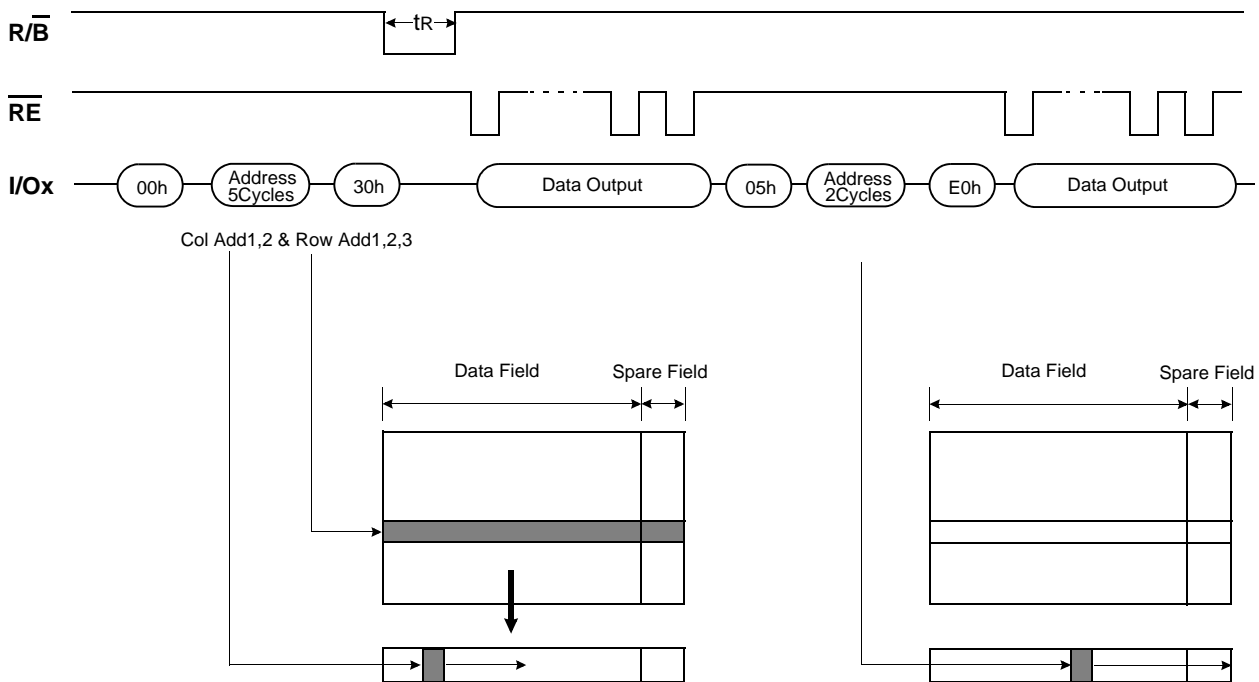 R/B
tR
RE
I/Ox
00h
Address
5Cycles
30h
Data Output
05h
Address
2Cycles
E0h
Data Output
Col Add1,2 & Row Add1,2,3
Data Field
Spare Field
Data Field
Spare Field